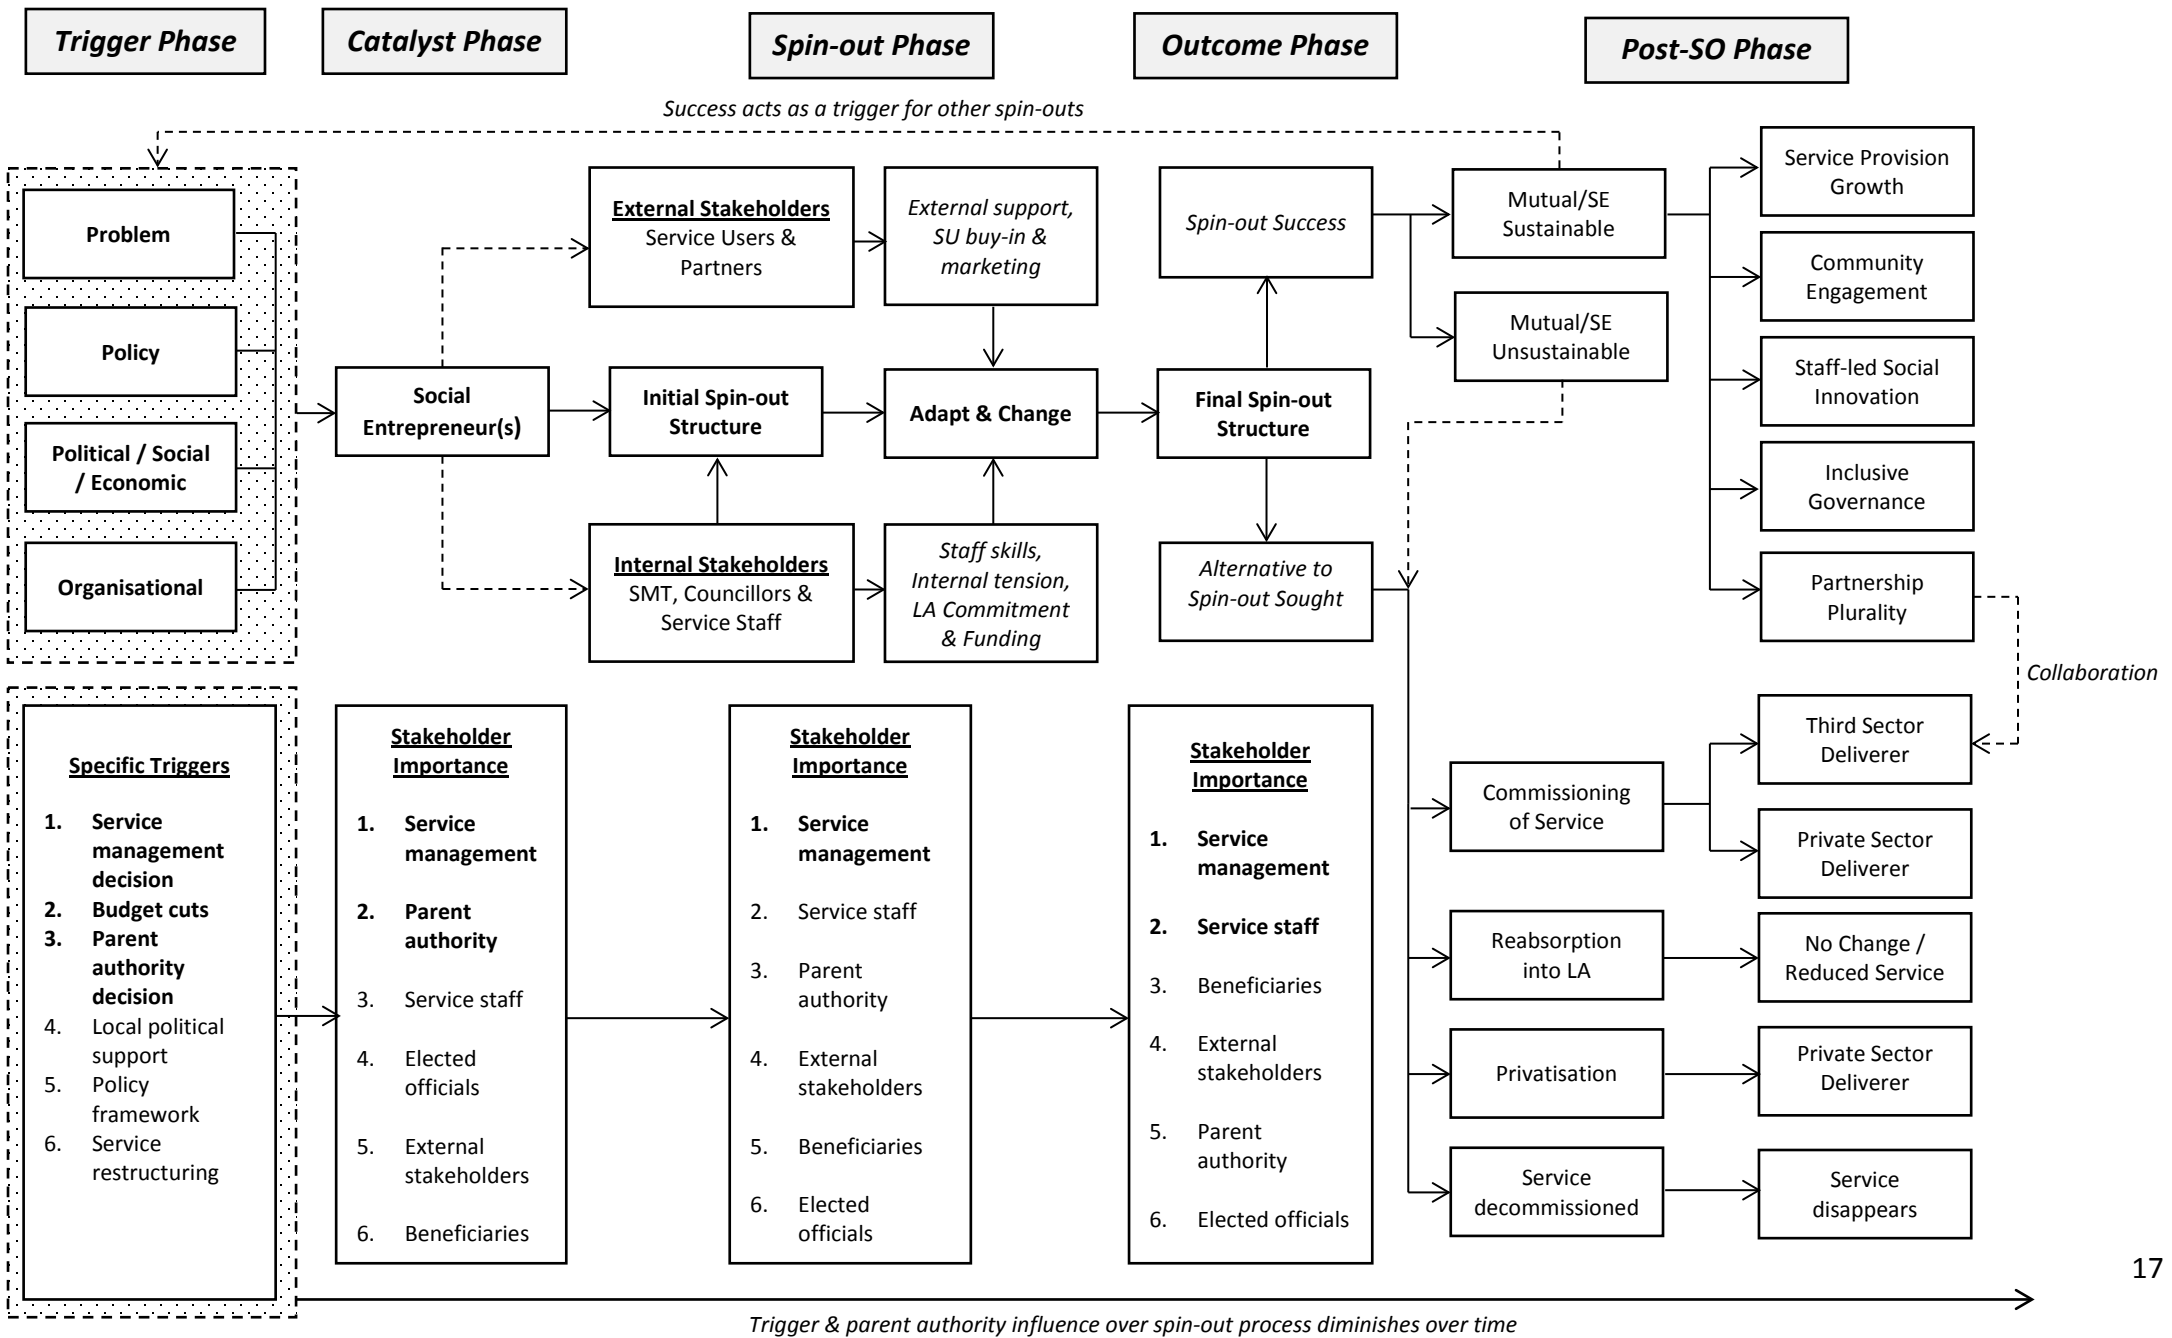 Trigger Phase
Catalyst Phase
Spin-out Phase
Outcome Phase
Post-SO Phase
Success acts as a trigger for other spin-outs
Problem
Policy
Political / Social
/ Economic
Organisational
Social
Entrepreneur(s)
External Stakeholders
Service Users &
Partners
Initial Spin-out
Structure
Internal Stakeholders
SMT, Councillors &
Service Staff
External support,
SU buy-in &
marketing
Adapt & Change
Staff skills,
Internal tension,
LA Commitment
& Funding
Spin-out Success
Final Spin-out
Structure
Alternative to
Spin-out Sought
Mutual/SE
Sustainable
Mutual/SE
Unsustainable
Service Provision
Growth
Community
Engagement
Staff-led Social
Innovation
Inclusive
Governance
Partnership
Plurality
Collaboration
Specific Triggers
1. Service
management
decision
2. Budget cuts
3. Parent
authority
decision
4. Local political
support
5. Policy
framework
6. Service
restructuring
Stakeholder
Importance
1. Service
management
2. Parent
authority
3. Service staff
4. Elected
officials
5. External
stakeholders
6. Beneficiaries
Stakeholder
Importance
1. Service
management
2. Service staff
3. Parent
authority
4. External
stakeholders
5. Beneficiaries
6. Elected
officials
Stakeholder
Importance
1. Service
management
2. Service staff
3. Beneficiaries
4. External
stakeholders
5. Parent
authority
6. Elected officials
Commissioning
of Service
Third Sector
Deliverer
Private Sector
Deliverer
Reabsorption
into LA
No Change /
Reduced Service
Privatisation
Private Sector
Deliverer
Service
decommissioned
Service
disappears
17
Trigger & parent authority influence over spin-out process diminishes over time